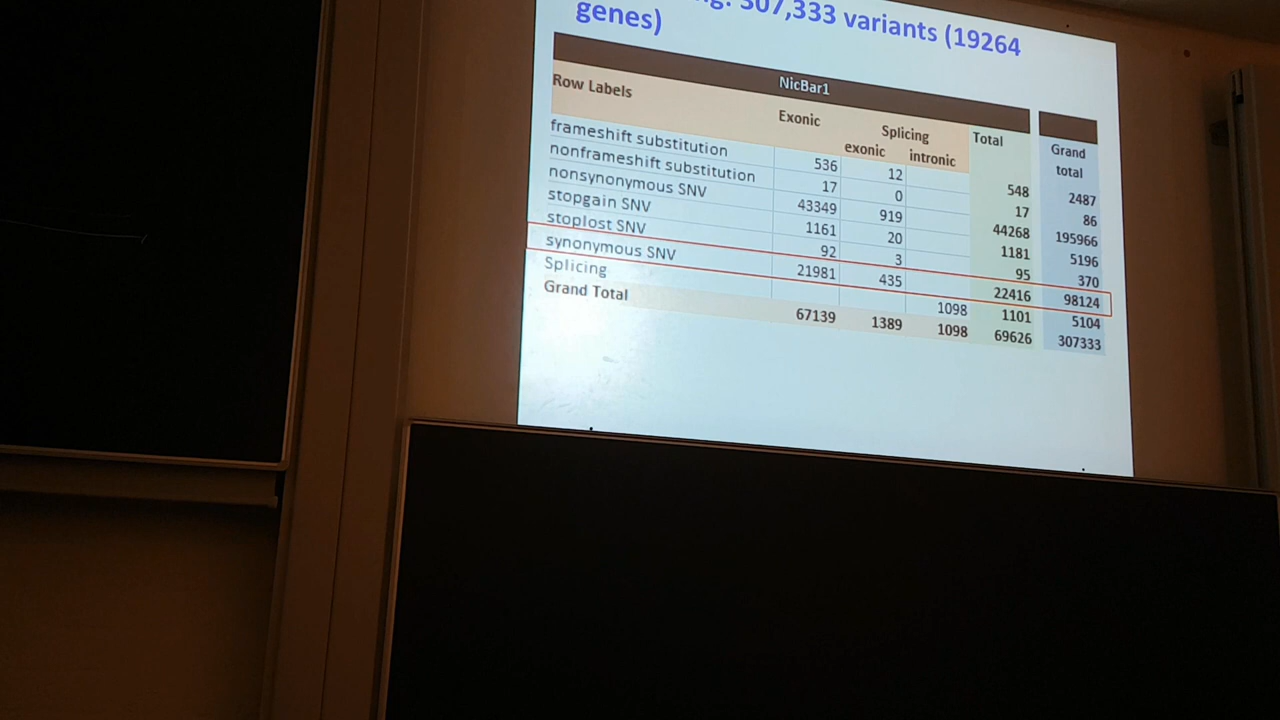 307,333 variants (19264
genes)
NicBar1
Row Labels Exonic Splicing Total Grand
exonic intronic total
frameshift substitution 536 12 548 2487
nonframeshift substitution 17 0 17 86
nonsynonymous SNV 43349 919 44268 195966
stopgain SNV 1161 20 1181 5196
stoplost SNV 92 3 95 370
synonymous SNV 21981 435 22416 98124
Splicing 1098 1101 5104
Grand Total 67139 1389 1098 69626 307333